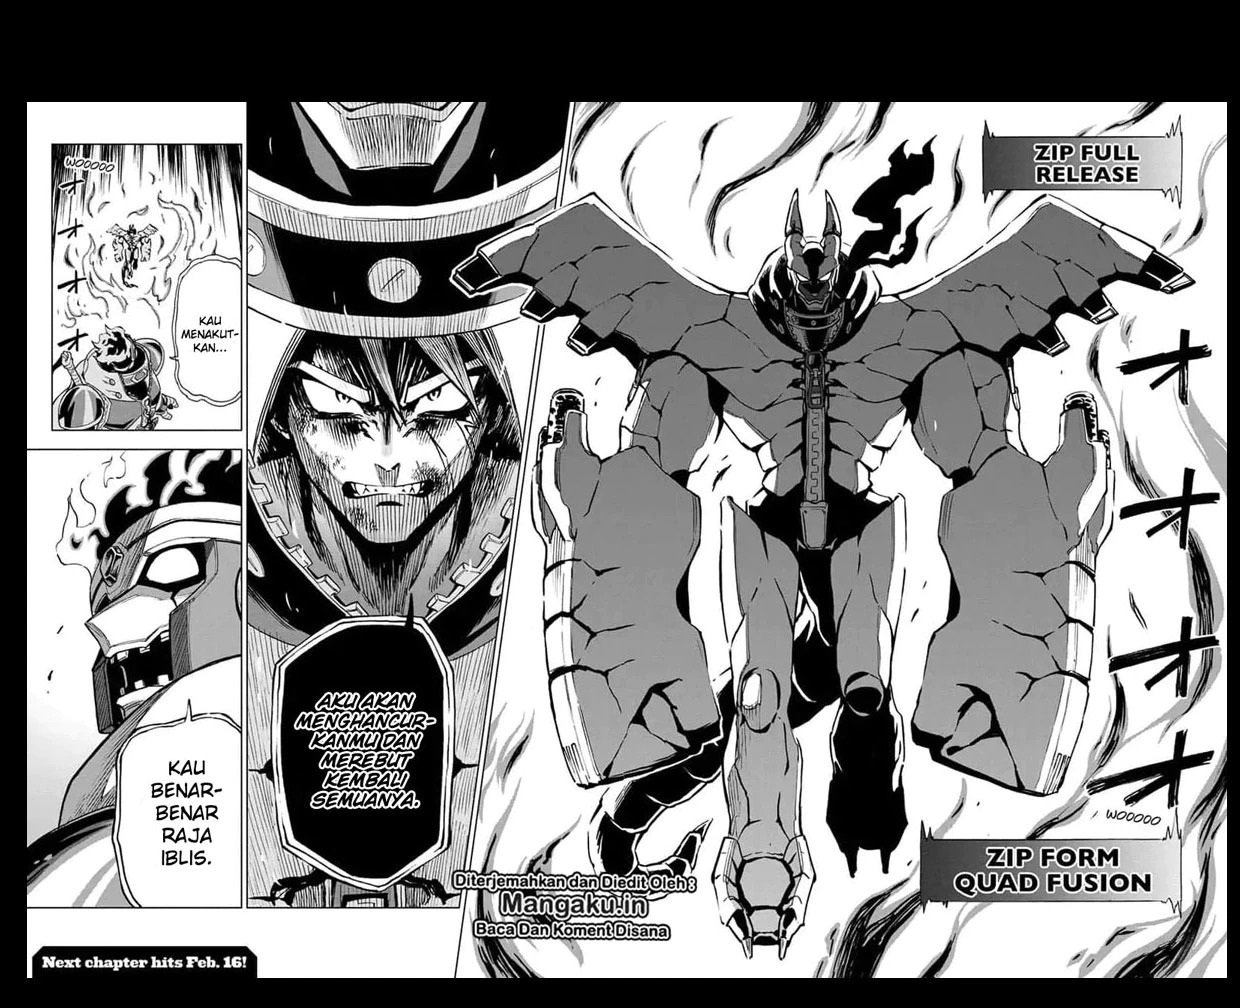 ZIP FULL
RELEASE
オ
オ
オ
オ
WOOOOO
ZIP FORM
QUAD FUSION
AKU AKAN
MENGHANCUR-
KANMU DAN
MEREBUT
KEMBALI
SEMUANYA.
WOOOOO
オ
オ
オ
オ
KAU
MENAKUT-
KAN...
KAU
BENAR-
BENAR
RAJA
IBLIS.
Diterjemahkan dan Diedit Oleh :
Mangaku.in
Baca Dan Koment Disana
Next chapter hits Feb. 16!